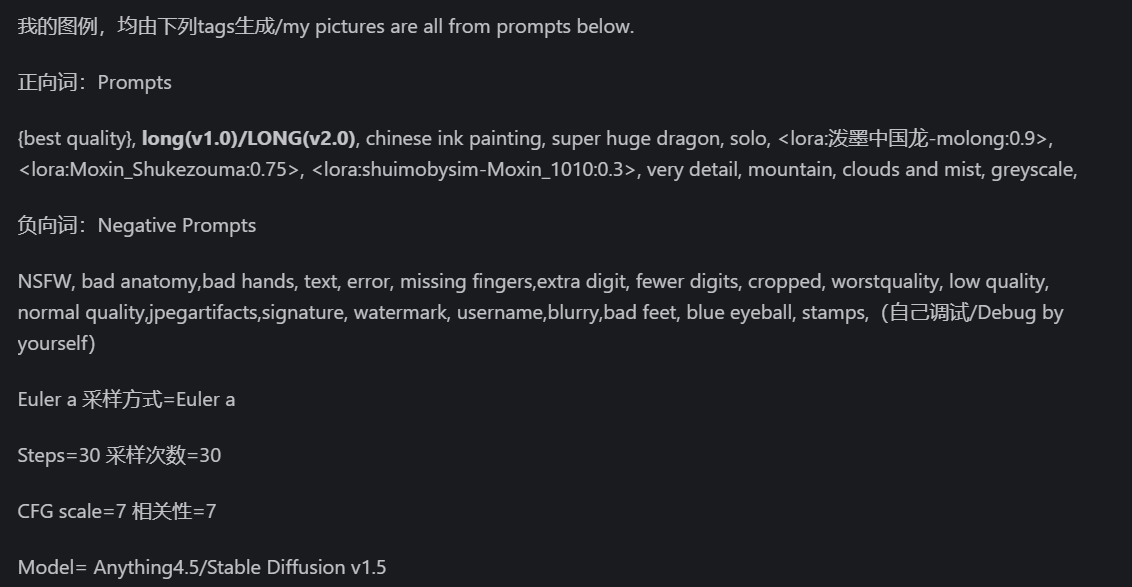 我的图例，均由下列tags生成/my pictures are all from prompts below.
正向词：Prompts
{best quality}, long(v1.0)/LONG(v2.0), chinese ink painting, super huge dragon, solo, <lora:泼墨中国龙-molong:0.9>,
<lora:Moxin_Shukezouma:0.75>, <lora:shuimobysim-Moxin_1010:0.3>, very detail, mountain, clouds and mist, greyscale,
负向词：Negative Prompts
NSFW, bad anatomy,bad hands, text, error, missing fingers,extra digit, fewer digits, cropped, worstquality, low quality,
normal quality,jpegartifacts,signature, watermark, username,blurry,bad feet, blue eyeball, stamps,（自己调试/Debug by
yourself）
Euler a 采样方式=Euler a
Steps=30 采样次数=30
CFG scale=7 相关性=7
Model= Anything4.5/Stable Diffusion v1.5